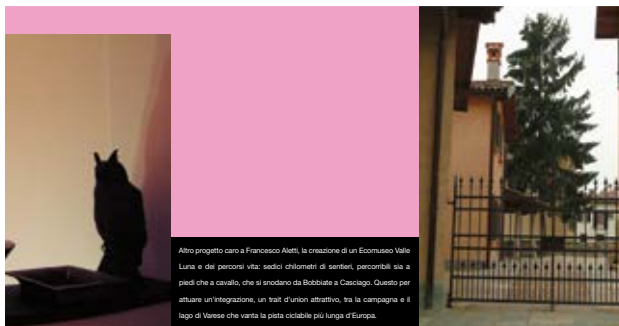 Altro progetto caro a Francesco Aletti, la creazione di un Ecomuseo Valle
Luna e dei percorsi vita: sedici chilometri di sentieri, percorribili sia a
piedi che a cavallo, che si snodano da Bobbiate a Casciago. Questo per
attuare un'integrazione, un trait d'union attrattivo, tra la campagna e il
lago di Varese che vanta la pista ciclabile più lunga d'Europa.